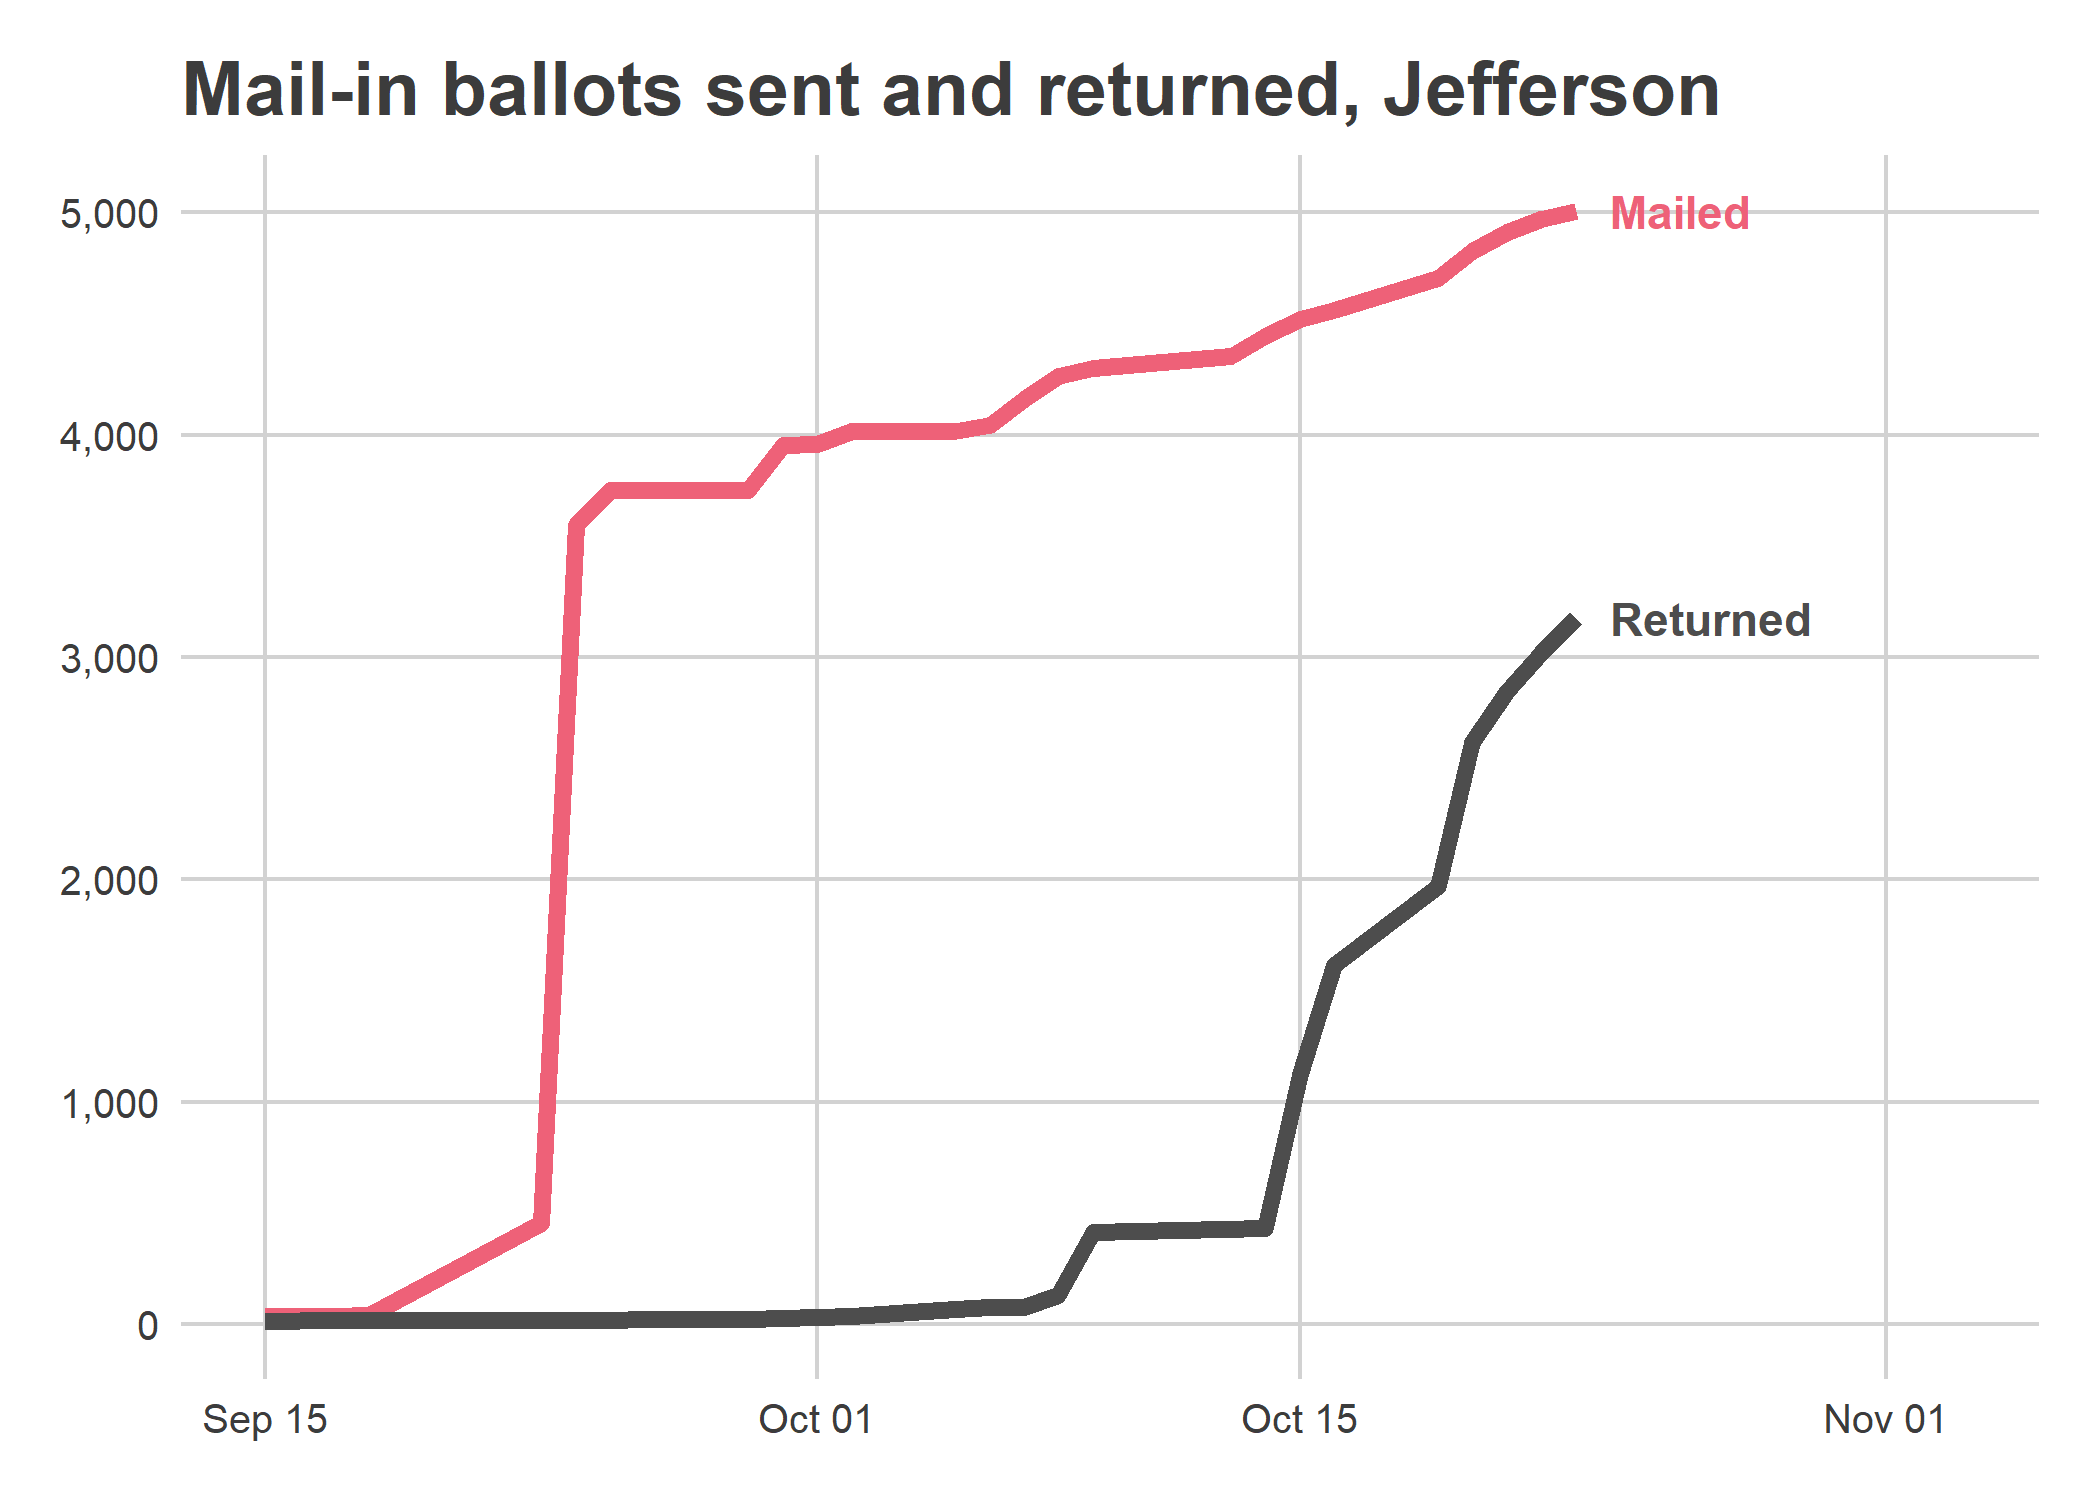 Mail-in ballots sent and returned, Jefferson
5,000
4,000
3,000
2,000
1,000
0
Mailed
Returned
Sep 15
Oct 01
Oct 15
Nov 01